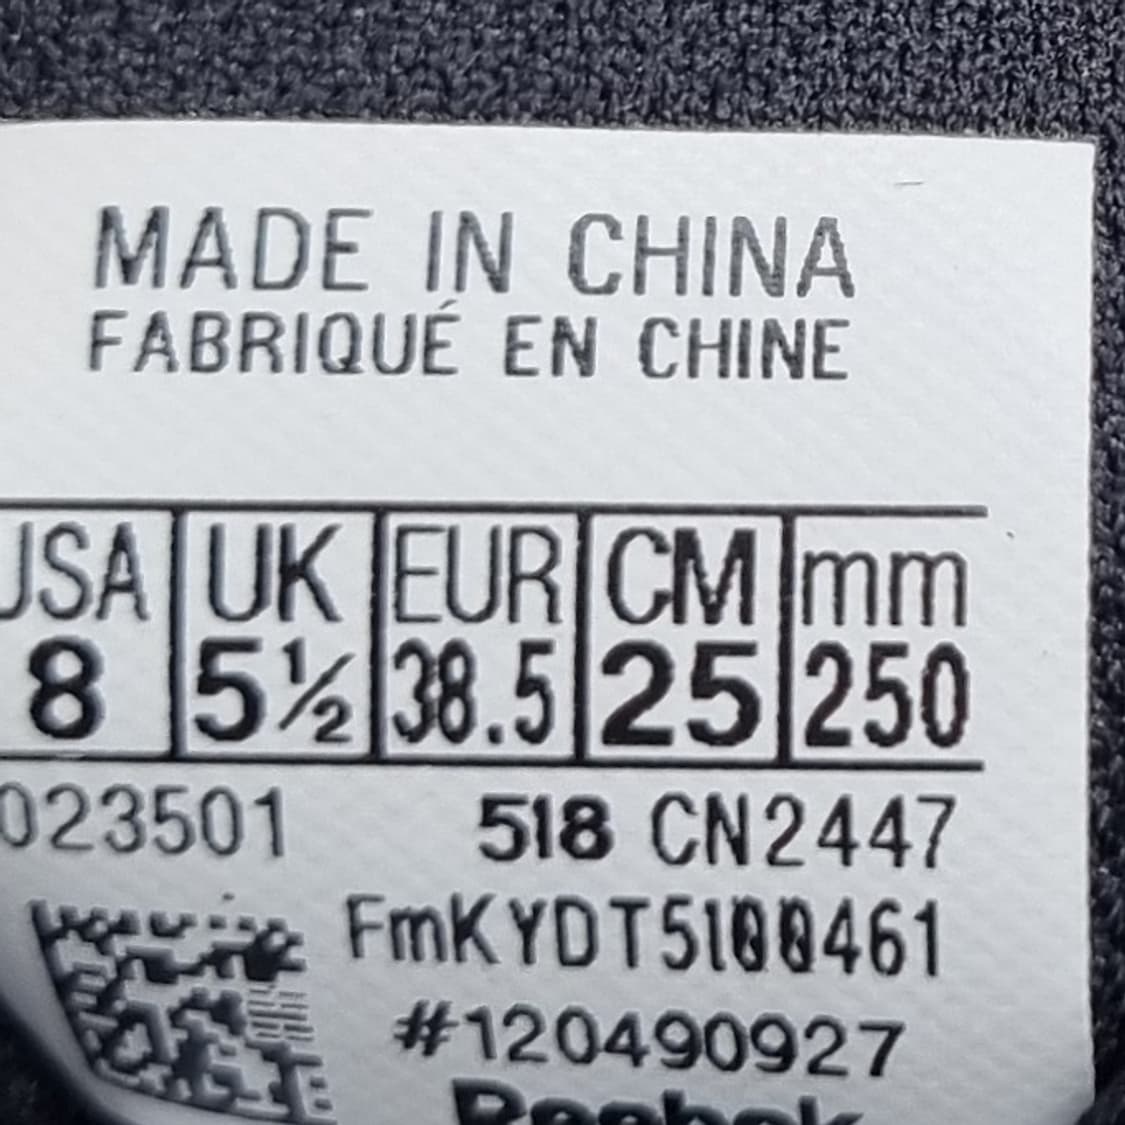 MADE IN CHINA
FABRIQUÉ EN CHINE
USA UK EUR CM mm
8 5½ 38.5 25 250
023501 518 CN2447
FmKYDT5100461
#120490927
Reebok